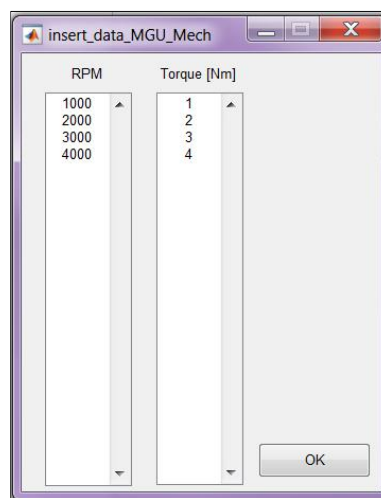 insert_data_MGU_Mech
RPM Torque [Nm]
1000 1
2000 2
3000 3
4000 4
OK